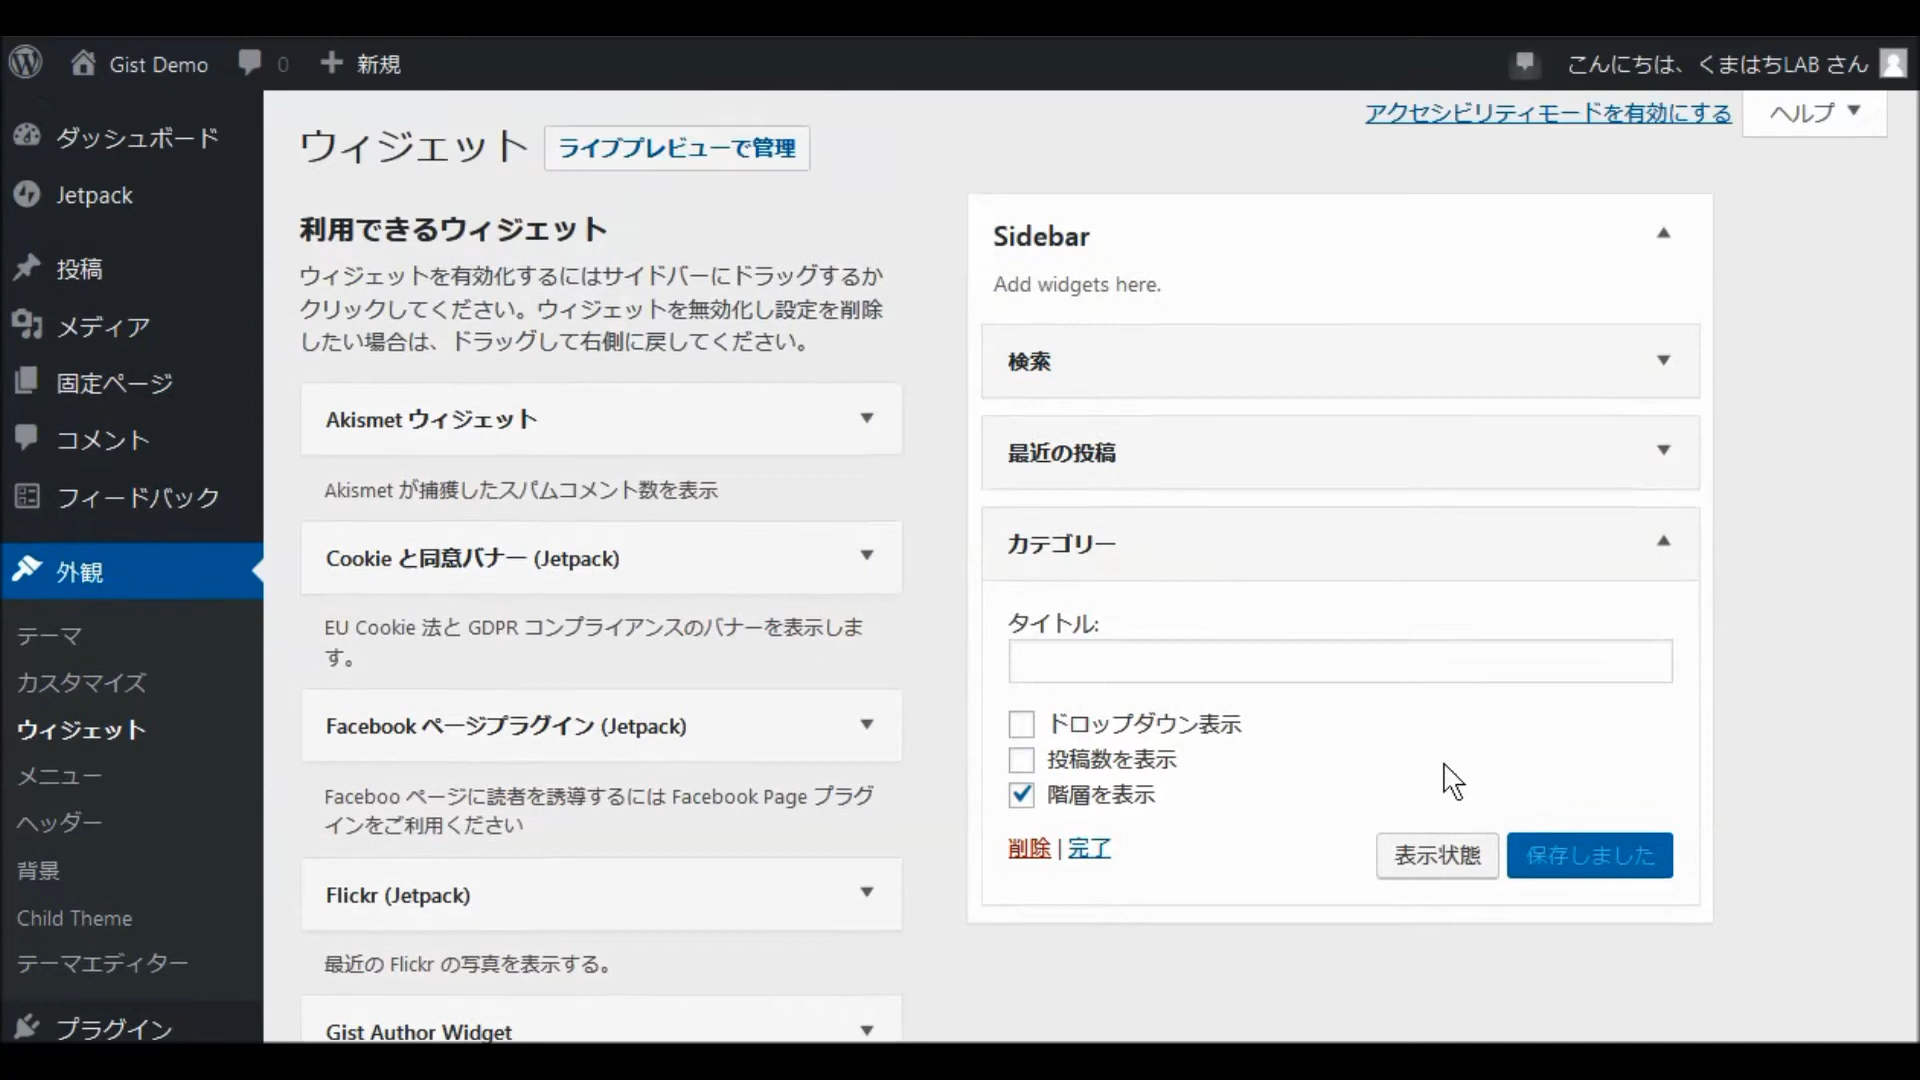 Gist Demo 0 新規
こんにちは、くまはちLAB さん
アクセシビリティモードを有効にする
ヘルプ
ダッシュボード
Jetpack
投稿
メディア
固定ページ
コメント
フィードバック
外観
テーマ
カスタマイズ
ウィジェット
メニュー
ヘッダー
背景
Child Theme
テーマエディター
プラグイン
ウィジェット
ライブプレビューで管理
利用できるウィジェット
ウィジェットを有効化するにはサイドバーにドラッグするか
クリックしてください。ウィジェットを無効化し設定を削除
したい場合は、ドラッグして右側に戻してください。
Akismet ウィジェット
Akismet が捕獲したスパムコメント数を表示
Cookie と同意バナー (Jetpack)
EU Cookie 法と GDPR コンプライアンスのバナーを表示しま
す。
Facebook ページプラグイン (Jetpack)
Faceboo ページに読者を誘導するには Facebook Page プラグ
インをご利用ください
Flickr (Jetpack)
最近の Flickr の写真を表示する。
Gist Author Widget
Sidebar
Add widgets here.
検索
最近の投稿
カテゴリー
タイトル:
ドロップダウン表示
投稿数を表示
階層を表示
削除 | 完了
表示状態
保存しました